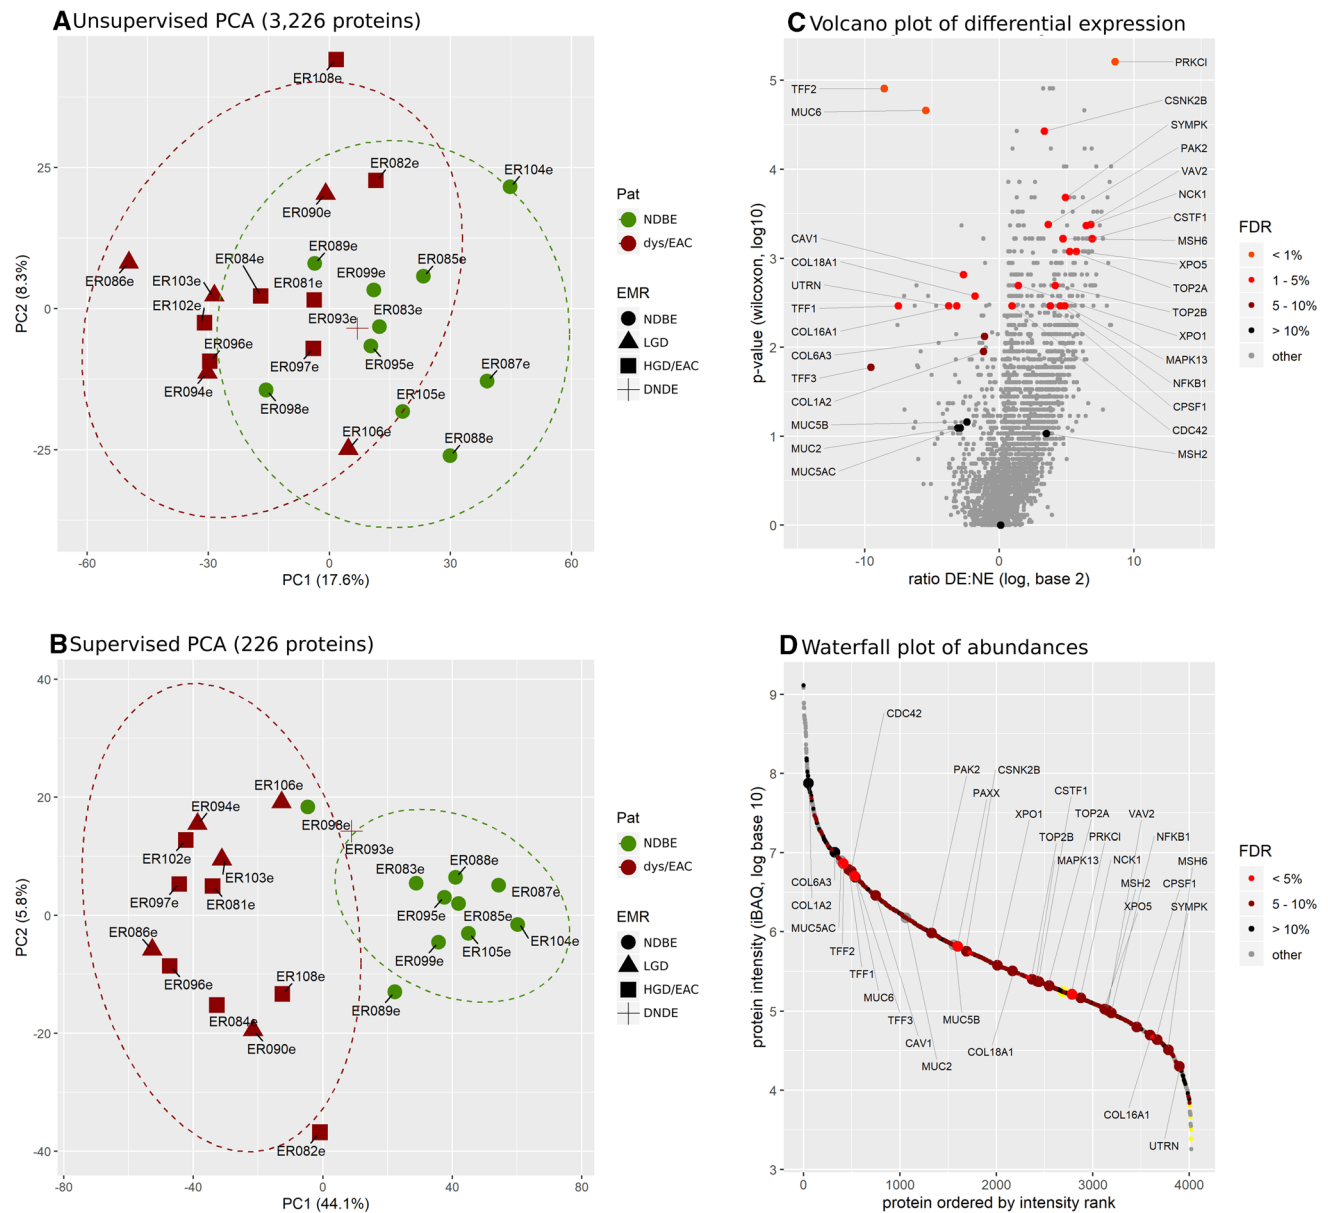 A Unsupervised PCA (3,226 proteins)
PC2 (8.3%)
25
0
-25
-60
-30
0
30
60
PC1 (17.6%)
ER108e
ER082e
ER104e
ER090e
ER089e
ER084e
ER099e
ER085e
ER086e
ER103e
ER081e
ER102e
ER093e
ER083e
ER096e
ER097e
ER095e
ER087e
ER094e
ER098e
ER105e
ER106e
ER088e
Pat
NDBE
dys/EAC
EMR
NDBE
LGD
HGD/EAC
DNDE
C Volcano plot of differential expression
p-value (wilcoxon, log10)
5
4
3
2
1
0
-10
0
10
ratio DE:NE (log, base 2)
TFF2
MUC6
CAV1
COL18A1
UTRN
TFF1
COL16A1
COL6A3
TFF3
COL1A2
MUC5B
MUC2
MUC5AC
PRKCI
CSNK2B
SYMPK
PAK2
VAV2
NCK1
CSTF1
MSH6
XPO5
TOP2A
TOP2B
XPO1
MAPK13
NFKB1
CPSF1
CDC42
MSH2
FDR
< 1%
1 - 5%
5 - 10%
> 10%
other
B Supervised PCA (226 proteins)
PC2 (5.8%)
40
20
0
-20
-40
-80
-40
0
40
80
PC1 (44.1%)
ER106e
ER094e
ER098e
ER102e
ER093e
ER103e
ER083e
ER088e
ER097e
ER081e
ER087e
ER095e
ER085e
ER086e
ER104e
ER105e
ER099e
ER096e
ER108e
ER089e
ER084e
ER090e
ER082e
Pat
NDBE
dys/EAC
EMR
NDBE
LGD
HGD/EAC
DNDE
D Waterfall plot of abundances
protein intensity (iBAQ, log base 10)
9
8
7
6
5
4
3
0
1000
2000
3000
4000
protein ordered by intensity rank
CDC42
PAK2
CSNK2B
PAXX
CSTF1
XPO1
TOP2A
VAV2
TOP2B
PRKCI
NFKB1
MAPK13
NCK1
MSH6
MSH2
CPSF1
XPO5
SYMPK
COL6A3
COL1A2
MUC5AC
TFF2
TFF1
MUC6
TFF3
MUC5B
CAV1
COL18A1
MUC2
COL16A1
UTRN
FDR
< 5%
5 - 10%
> 10%
other